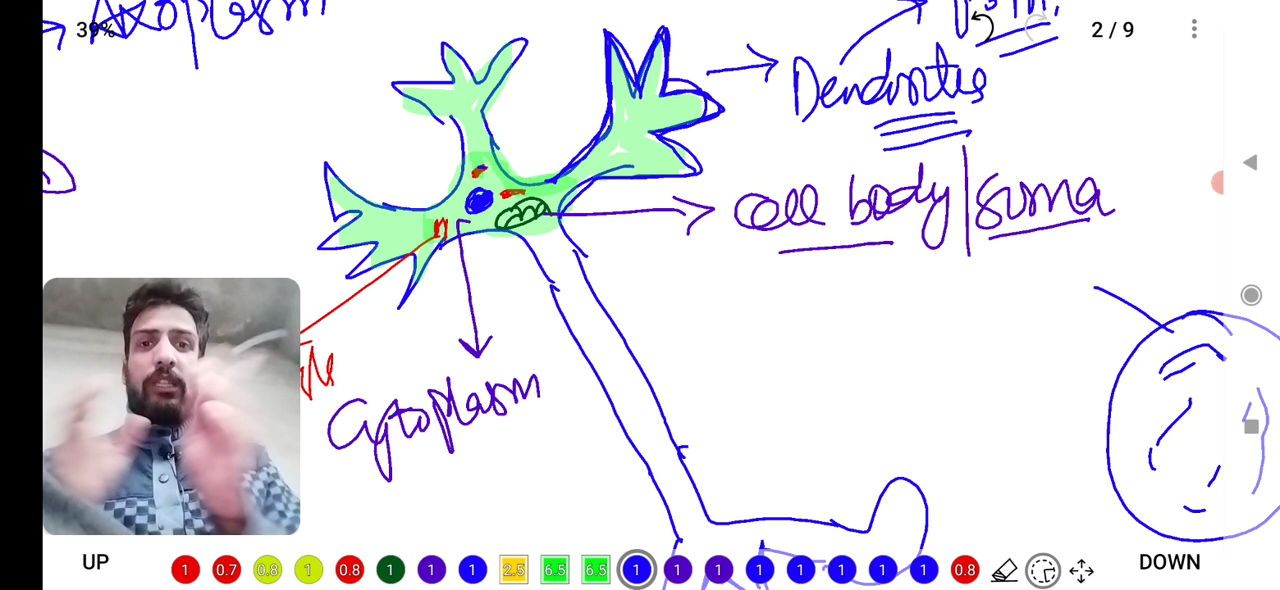 Axoplasm
39%
2 / 9
Dendrites
Cell body | Soma
Cytoplasm
UP
1 0.7 0.8 1 0.8 1 1 1 2.5 6.5 6.5 1 1 1 1 1 1 1 1 0.8
DOWN